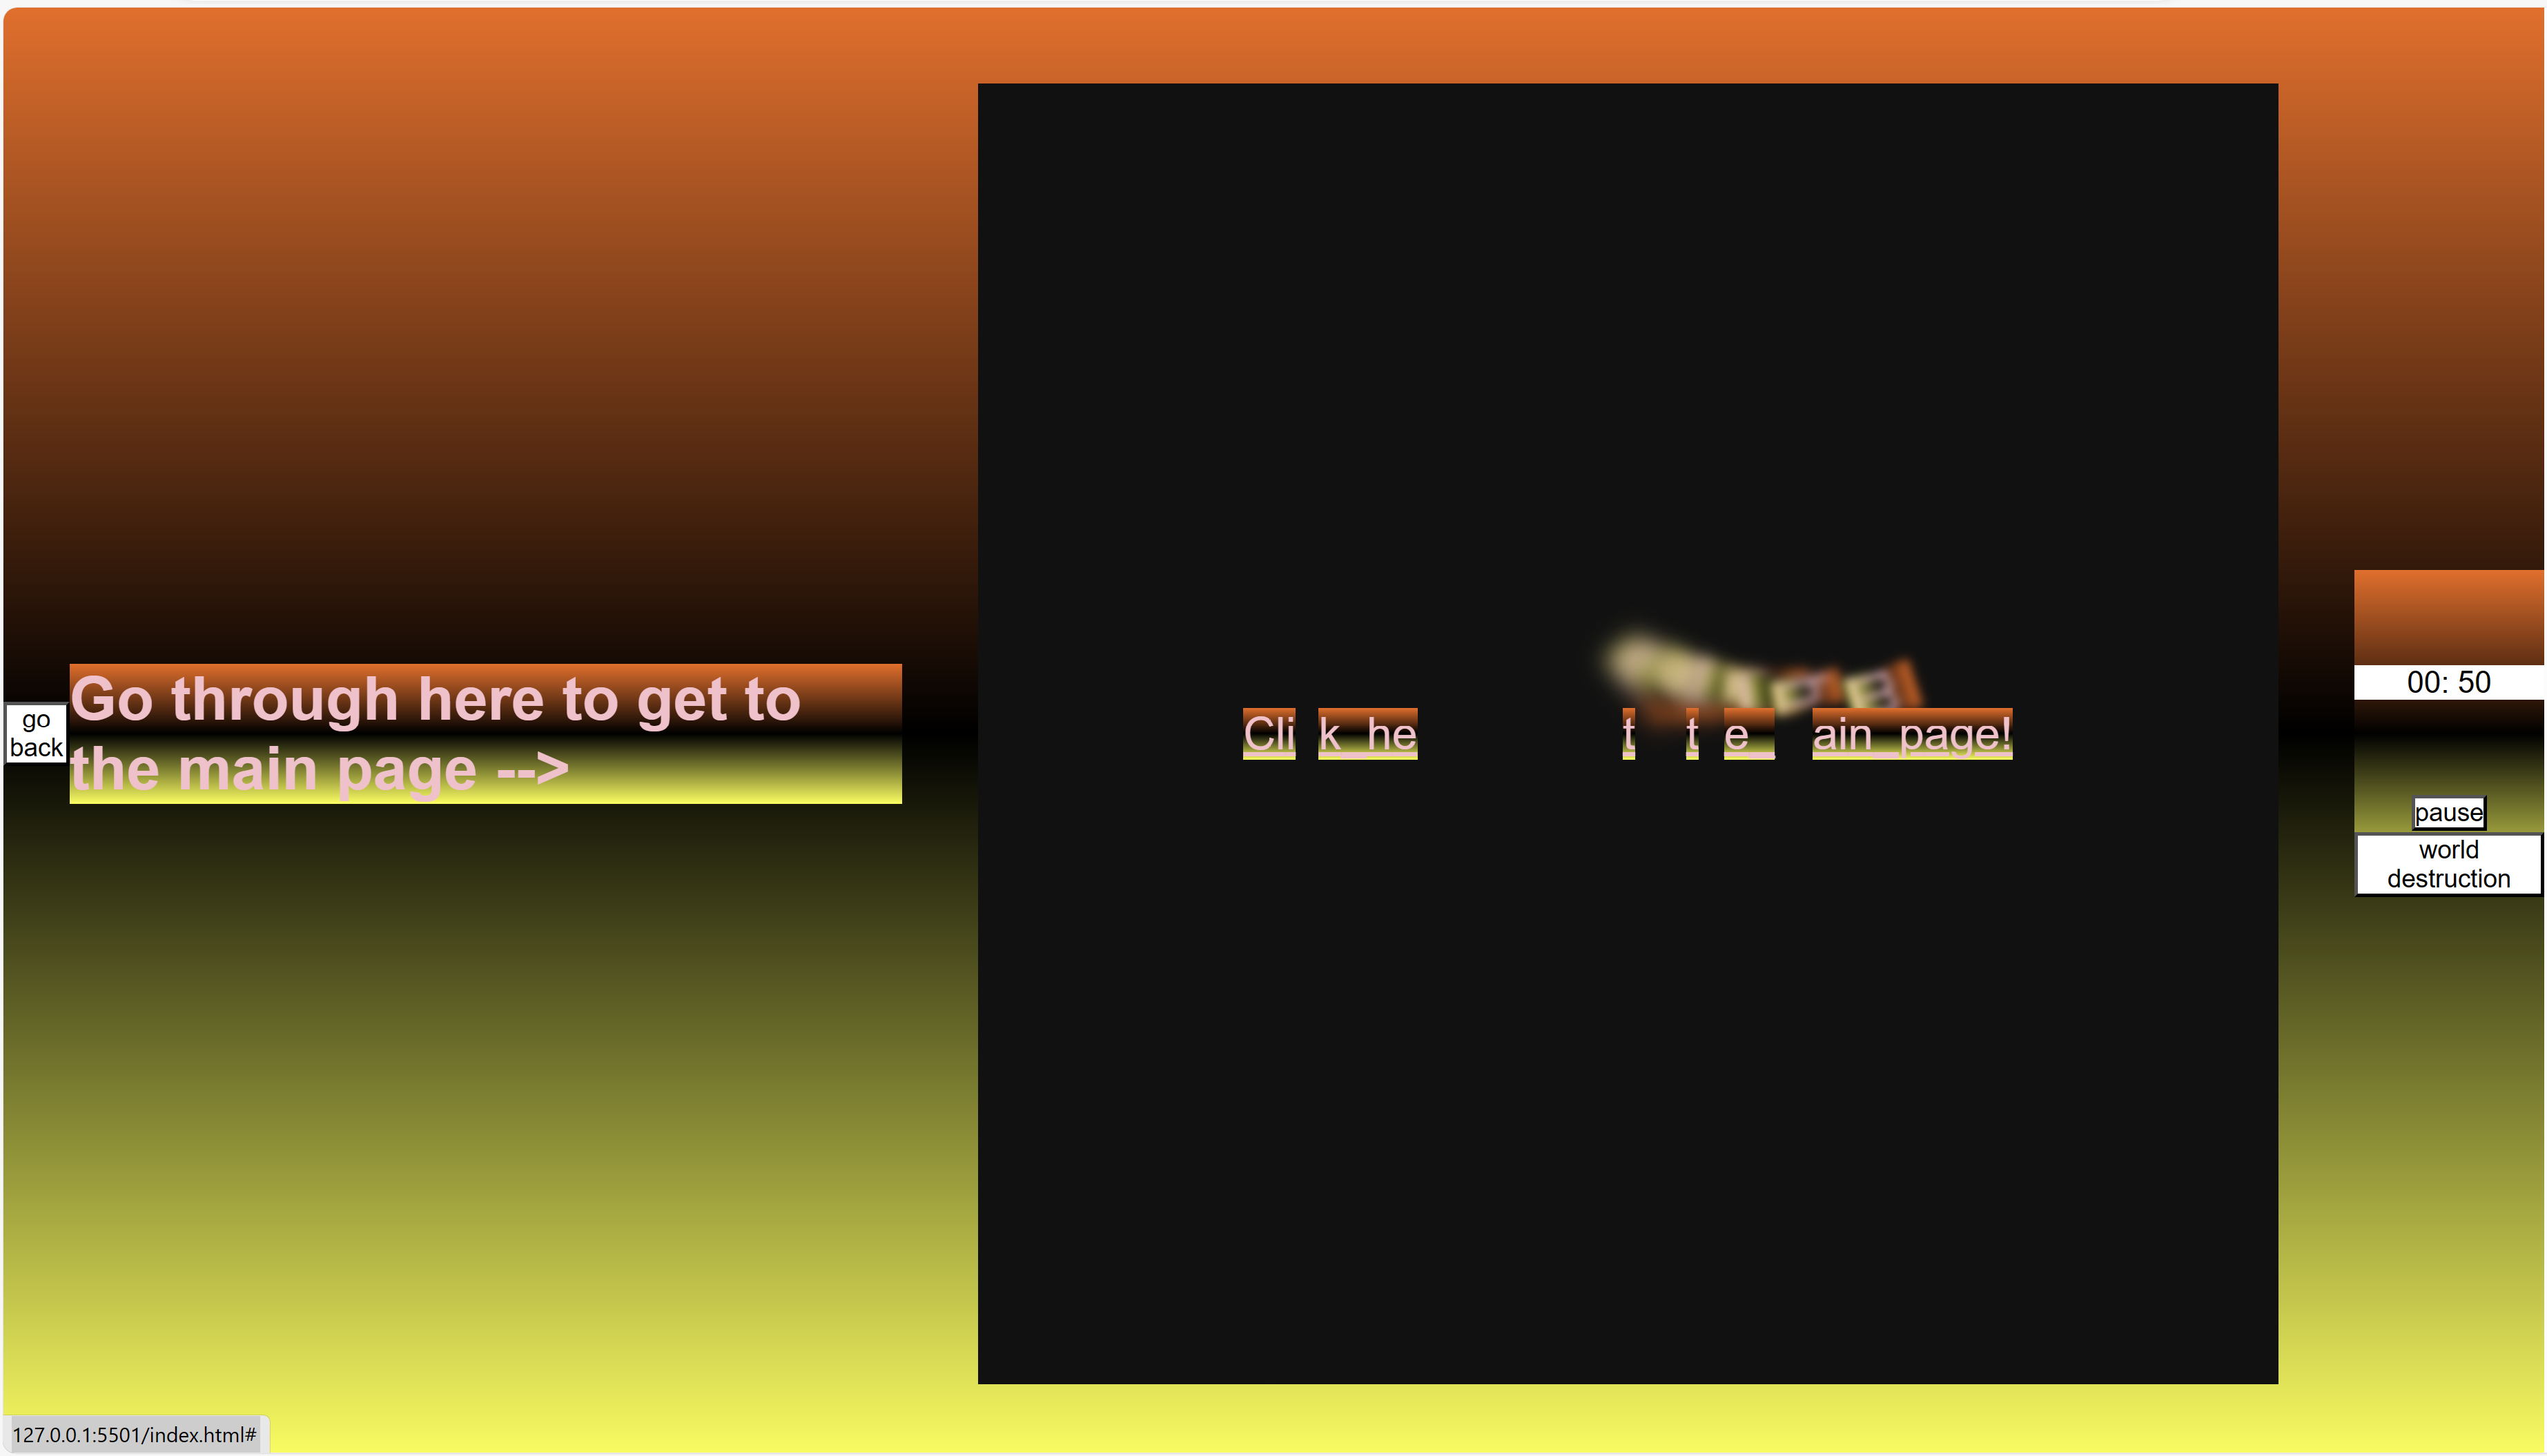 go
back
Go through here to get to
the main page -->
Cli k he t t e ain page!
00: 50
pause
world
destruction
127.0.0.1:5501/index.html#